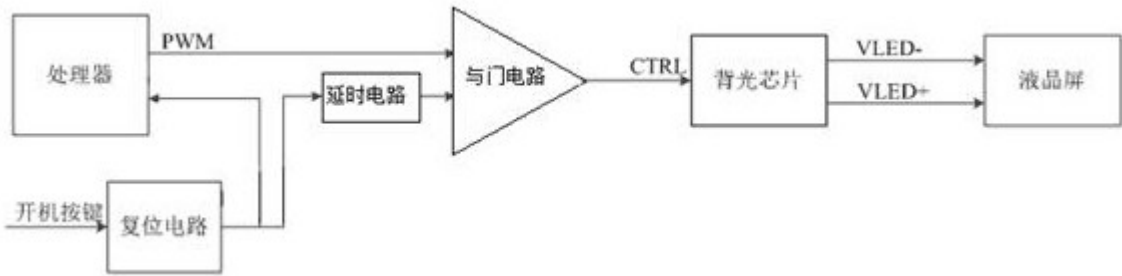 处理器
PWM
延时电路
与门电路
CTRL
背光芯片
VLED-
VLED+
液晶屏
开机按键
复位电路